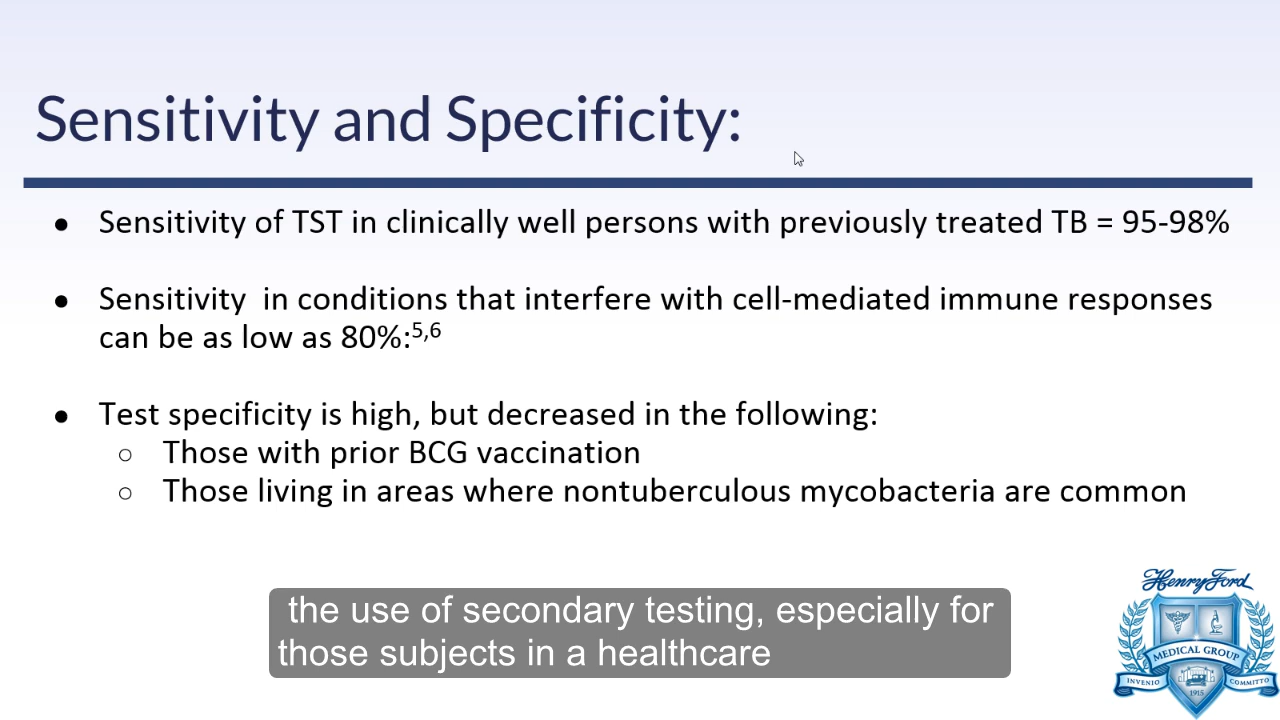 Sensitivity and Specificity:
● Sensitivity of TST in clinically well persons with previously treated TB = 95-98%
● Sensitivity  in conditions that interfere with cell-mediated immune responses
can be as low as 80%:5,6
● Test specificity is high, but decreased in the following:
○ Those with prior BCG vaccination
○ Those living in areas where nontuberculous mycobacteria are common
the use of secondary testing, especially for
those subjects in a healthcare
Henry Ford
MEDICAL GROUP
INVENIO COMMITTO
1915